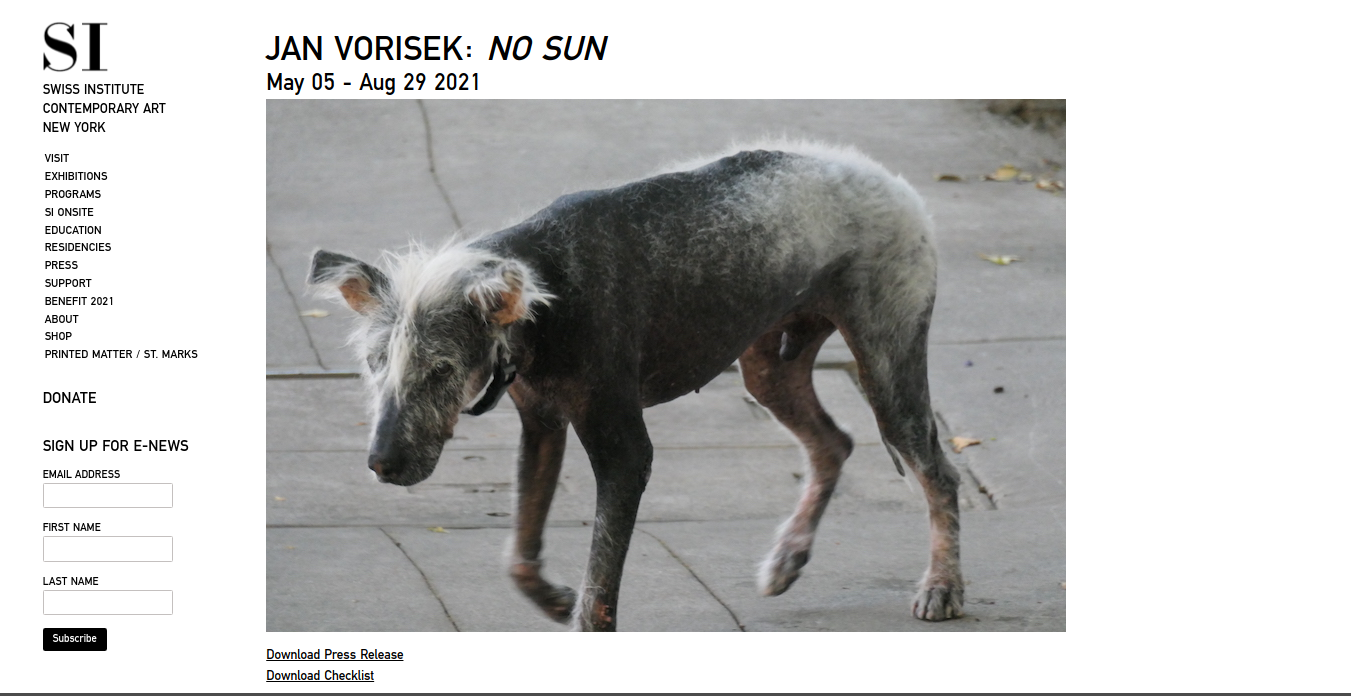 SI
SWISS INSTITUTE
CONTEMPORARY ART
NEW YORK
VISIT
EXHIBITIONS
PROGRAMS
SI ONSITE
EDUCATION
RESIDENCIES
PRESS
SUPPORT
BENEFIT 2021
ABOUT
SHOP
PRINTED MATTER / ST. MARKS
DONATE
SIGN UP FOR E-NEWS
EMAIL ADDRESS
FIRST NAME
LAST NAME
Subscribe
JAN VORISEK: NO SUN
May 05 - Aug 29 2021
Download Press Release
Download Checklist